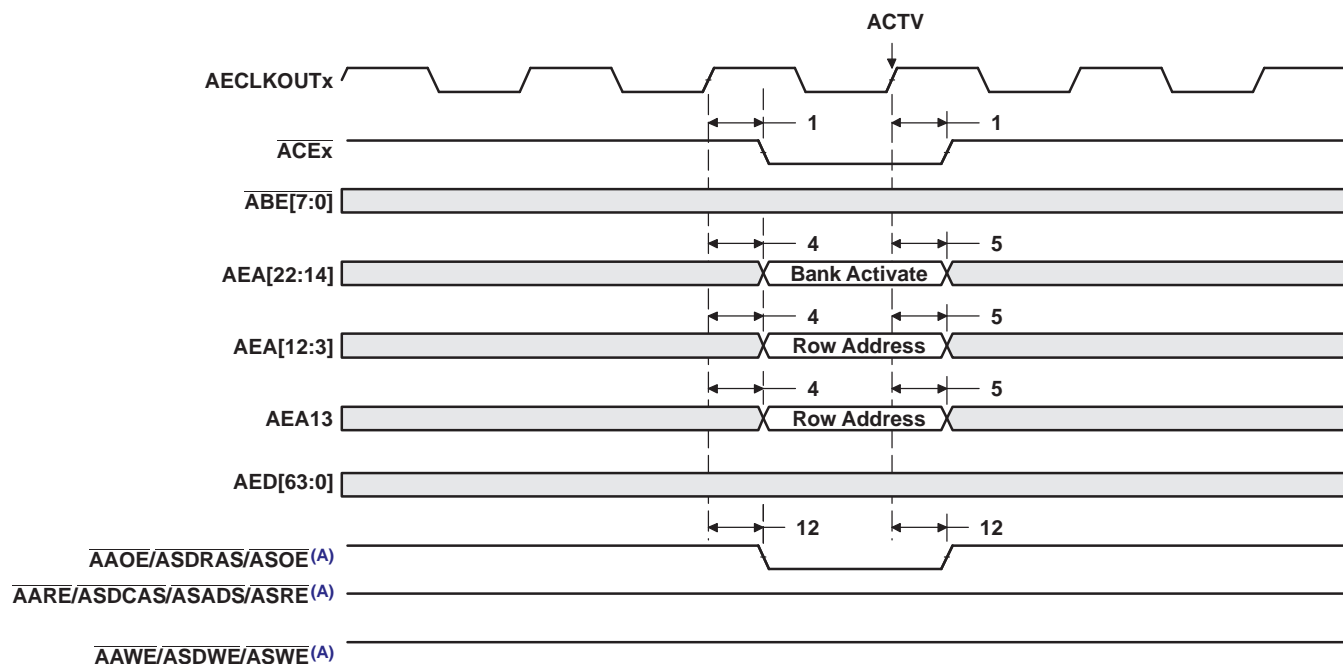 ACTV
AECLKOUTx
1 1
ACEx
ABE[7:0]
4 5
AEA[22:14] Bank Activate
4 5
AEA[12:3] Row Address
4 5
AEA13 Row Address
AED[63:0]
12 12
AAOE/ASDRAS/ASOE(A)
AARE/ASDCAS/ASADS/ASRE(A)
AAWE/ASDWE/ASWE(A)